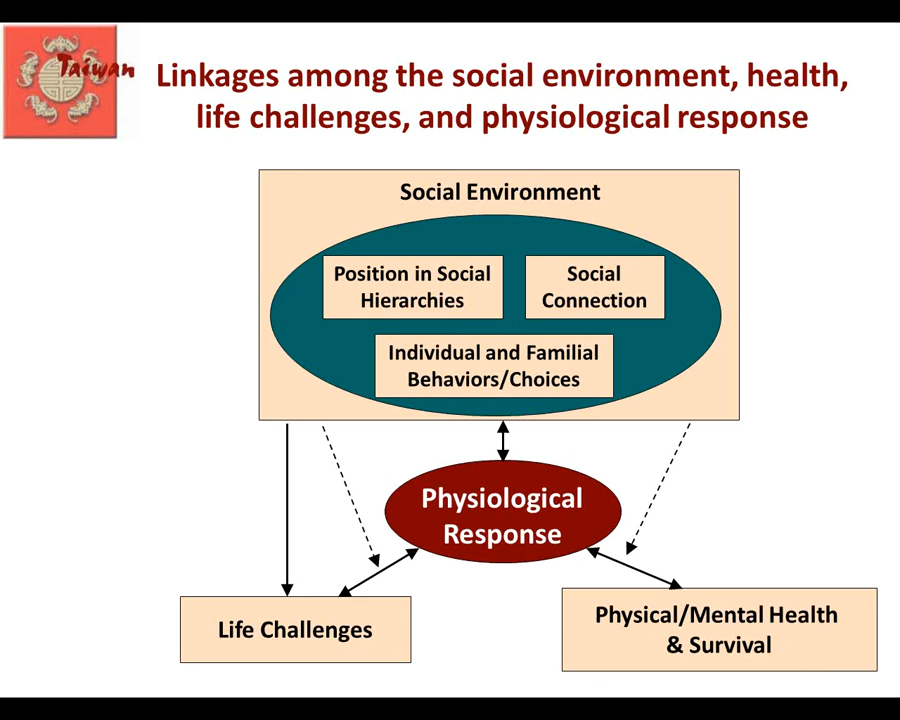 Taiwan
Linkages among the social environment, health,
life challenges, and physiological response
Social Environment
Position in Social
Hierarchies
Social
Connection
Individual and Familial
Behaviors/Choices
Physiological
Response
Life Challenges
Physical/Mental Health
& Survival